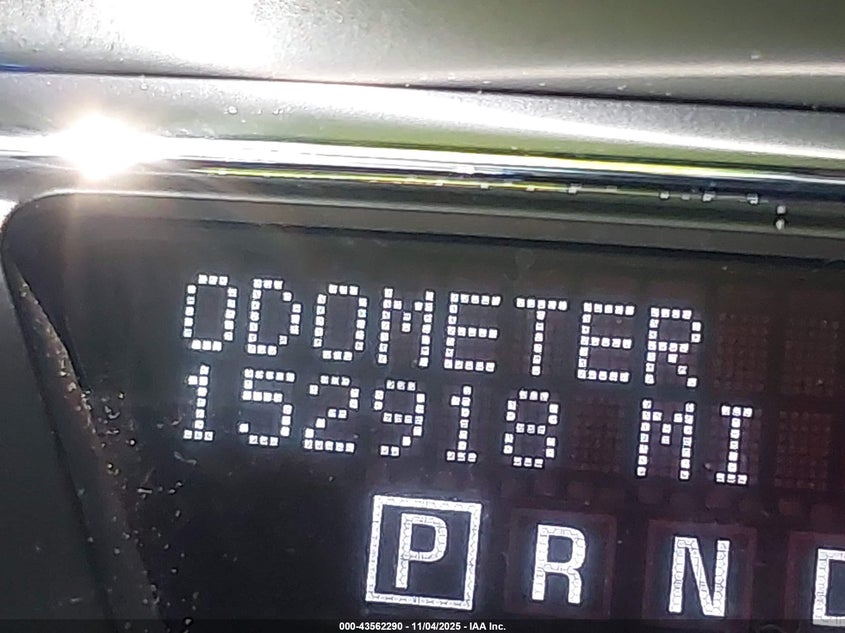 ODOMETER
152918 MI
P R N D
000-43562290 - 11/04/2025 - IAA Inc.